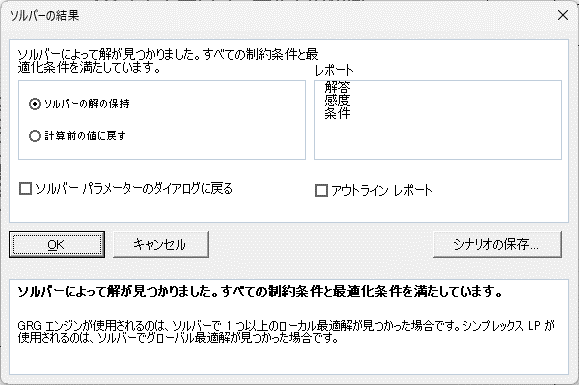 ソルバーの結果
ソルバーによって解が見つかりました。すべての制約条件と最
適化条件を満たしています。
レポート
解答
感度
条件
ソルバーの解の保持
計算前の値に戻す
ソルバー パラメーターのダイアログに戻る
アウトライン レポート
OK
キャンセル
シナリオの保存...
ソルバーによって解が見つかりました。すべての制約条件と最適化条件を満たしています。
GRG エンジンが使用されるのは、ソルバーで 1 つ以上のローカル最適解が見つかった場合です。シンプレックス LP が
使用されるのは、ソルバーでグローバル最適解が見つかった場合です。